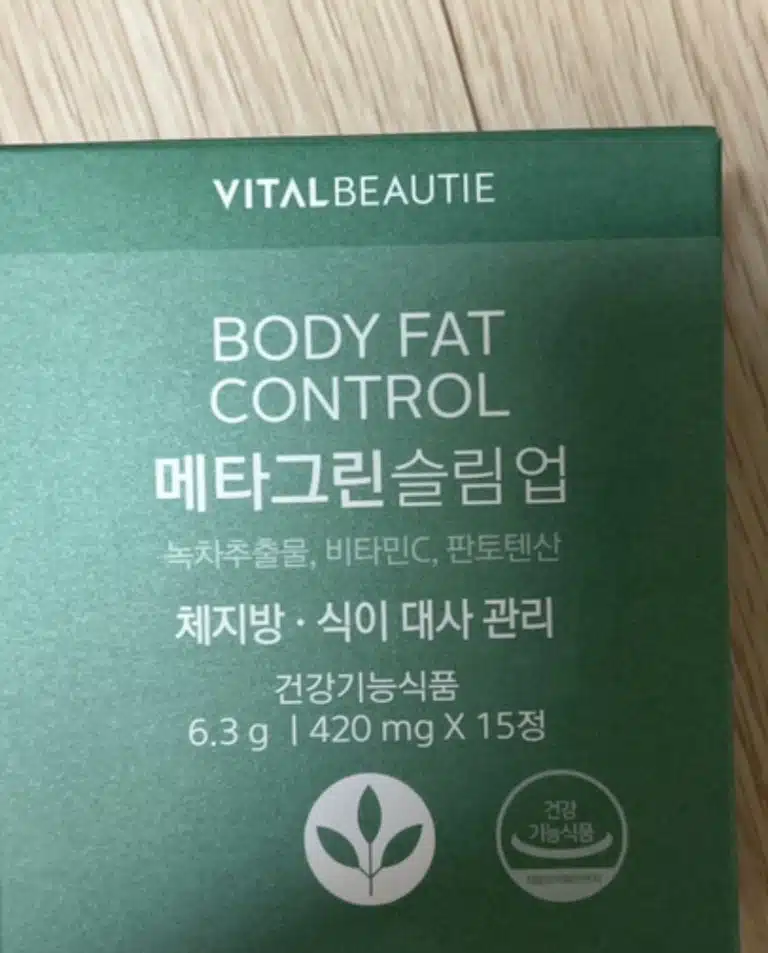 VITALBEAUTIE
BODY FAT
CONTROL
메타그린슬림업
녹차추출물, 비타민C, 판토텐산
체지방 · 식이 대사 관리
건강기능식품
6.3 g | 420 mg X 15정
건강
기능식품